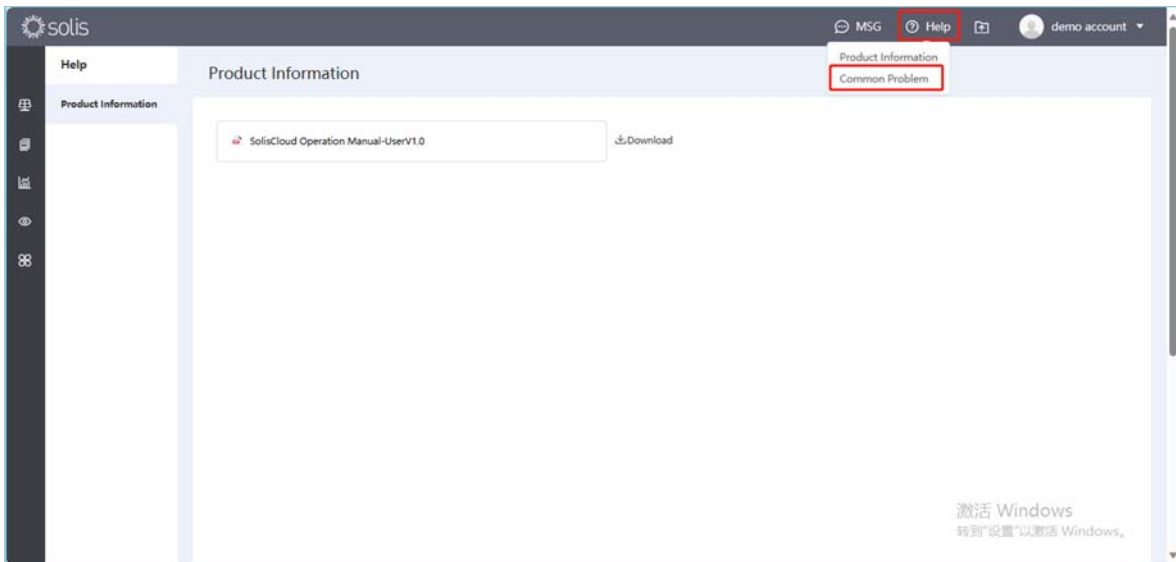 solis
MSG
Help
demo account
Product Information
Common Problem
Help
Product Information
Product Information
SolisCloud Operation Manual-UserV1.0
Download
激活 Windows
转到"设置"以激活 Windows。